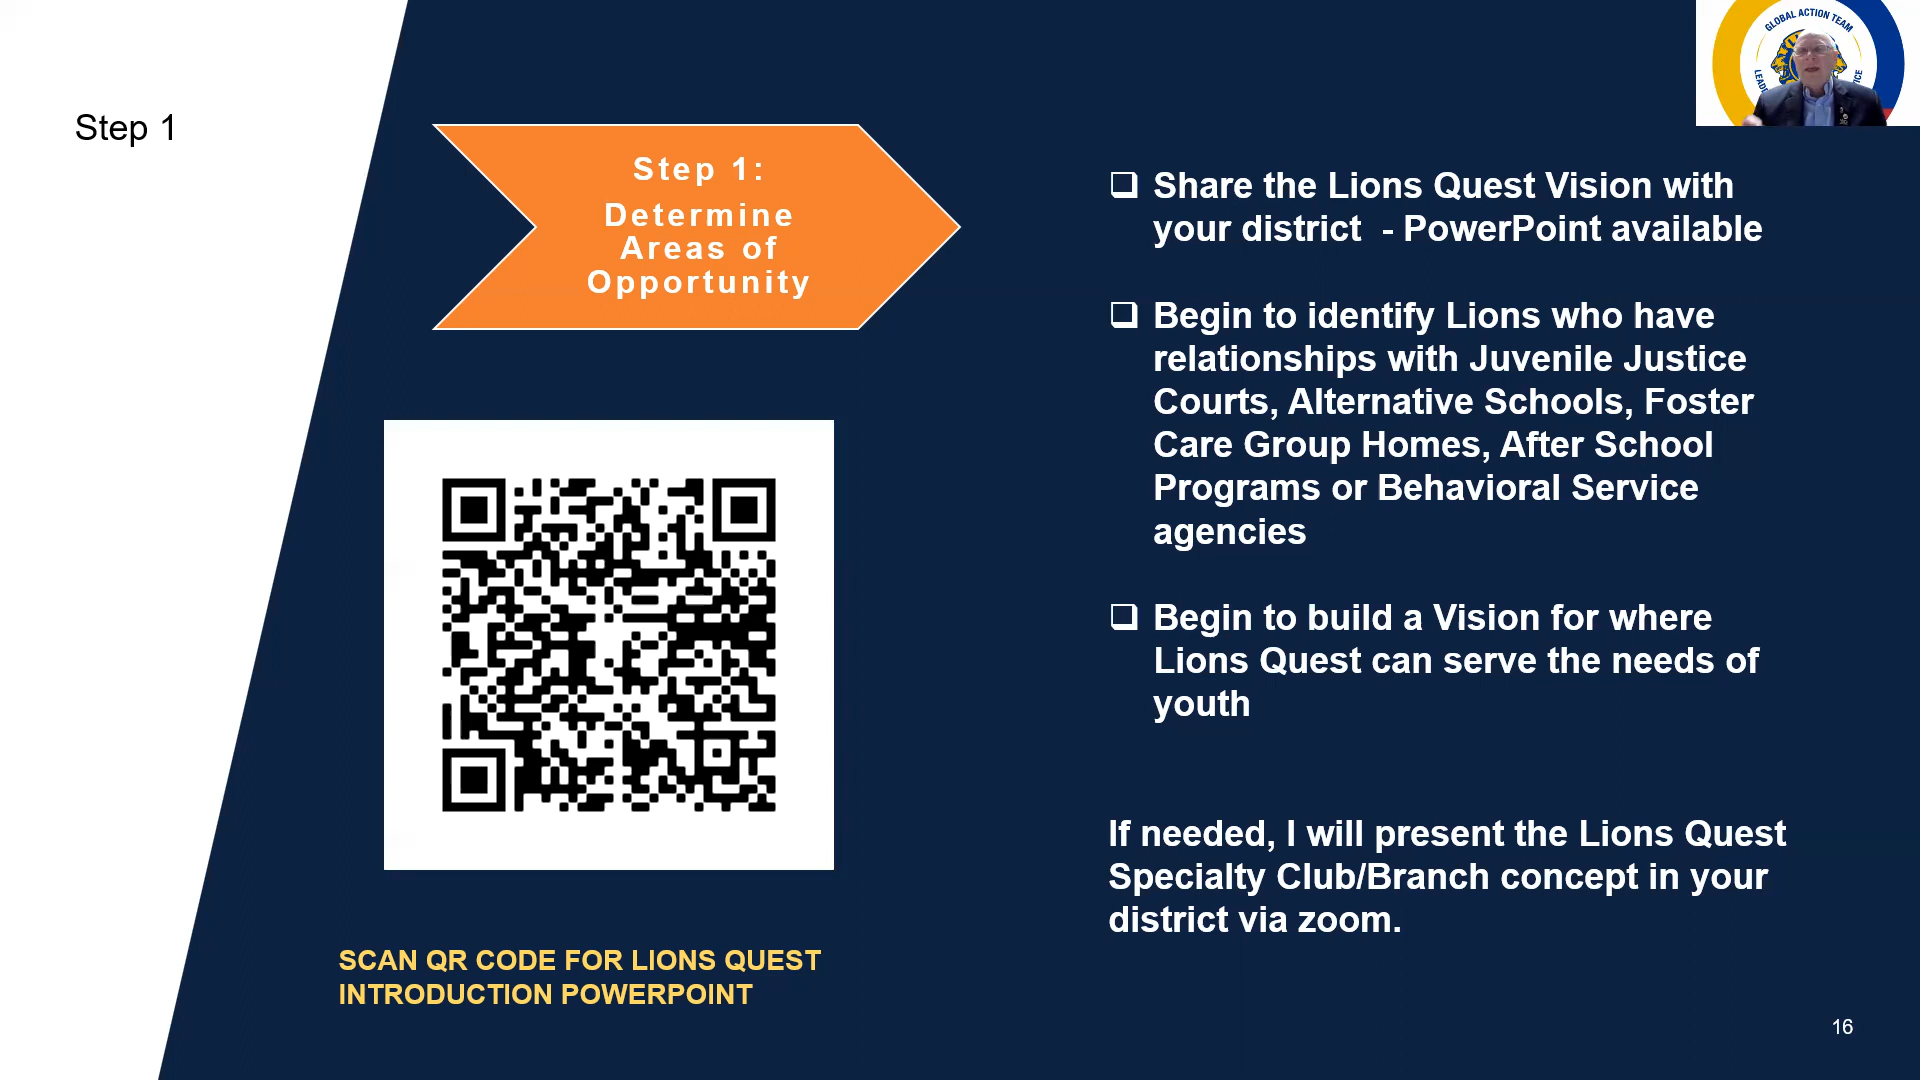 Step 1
Step 1:
Determine
Areas of
Opportunity
SCAN QR CODE FOR LIONS QUEST
INTRODUCTION POWERPOINT
GLOBAL ACTION TEAM
Share the Lions Quest Vision with
your district  - PowerPoint available
Begin to identify Lions who have
relationships with Juvenile Justice
Courts, Alternative Schools, Foster
Care Group Homes, After School
Programs or Behavioral Service
agencies
Begin to build a Vision for where
Lions Quest can serve the needs of
youth
If needed, I will present the Lions Quest
Specialty Club/Branch concept in your
district via zoom.
16